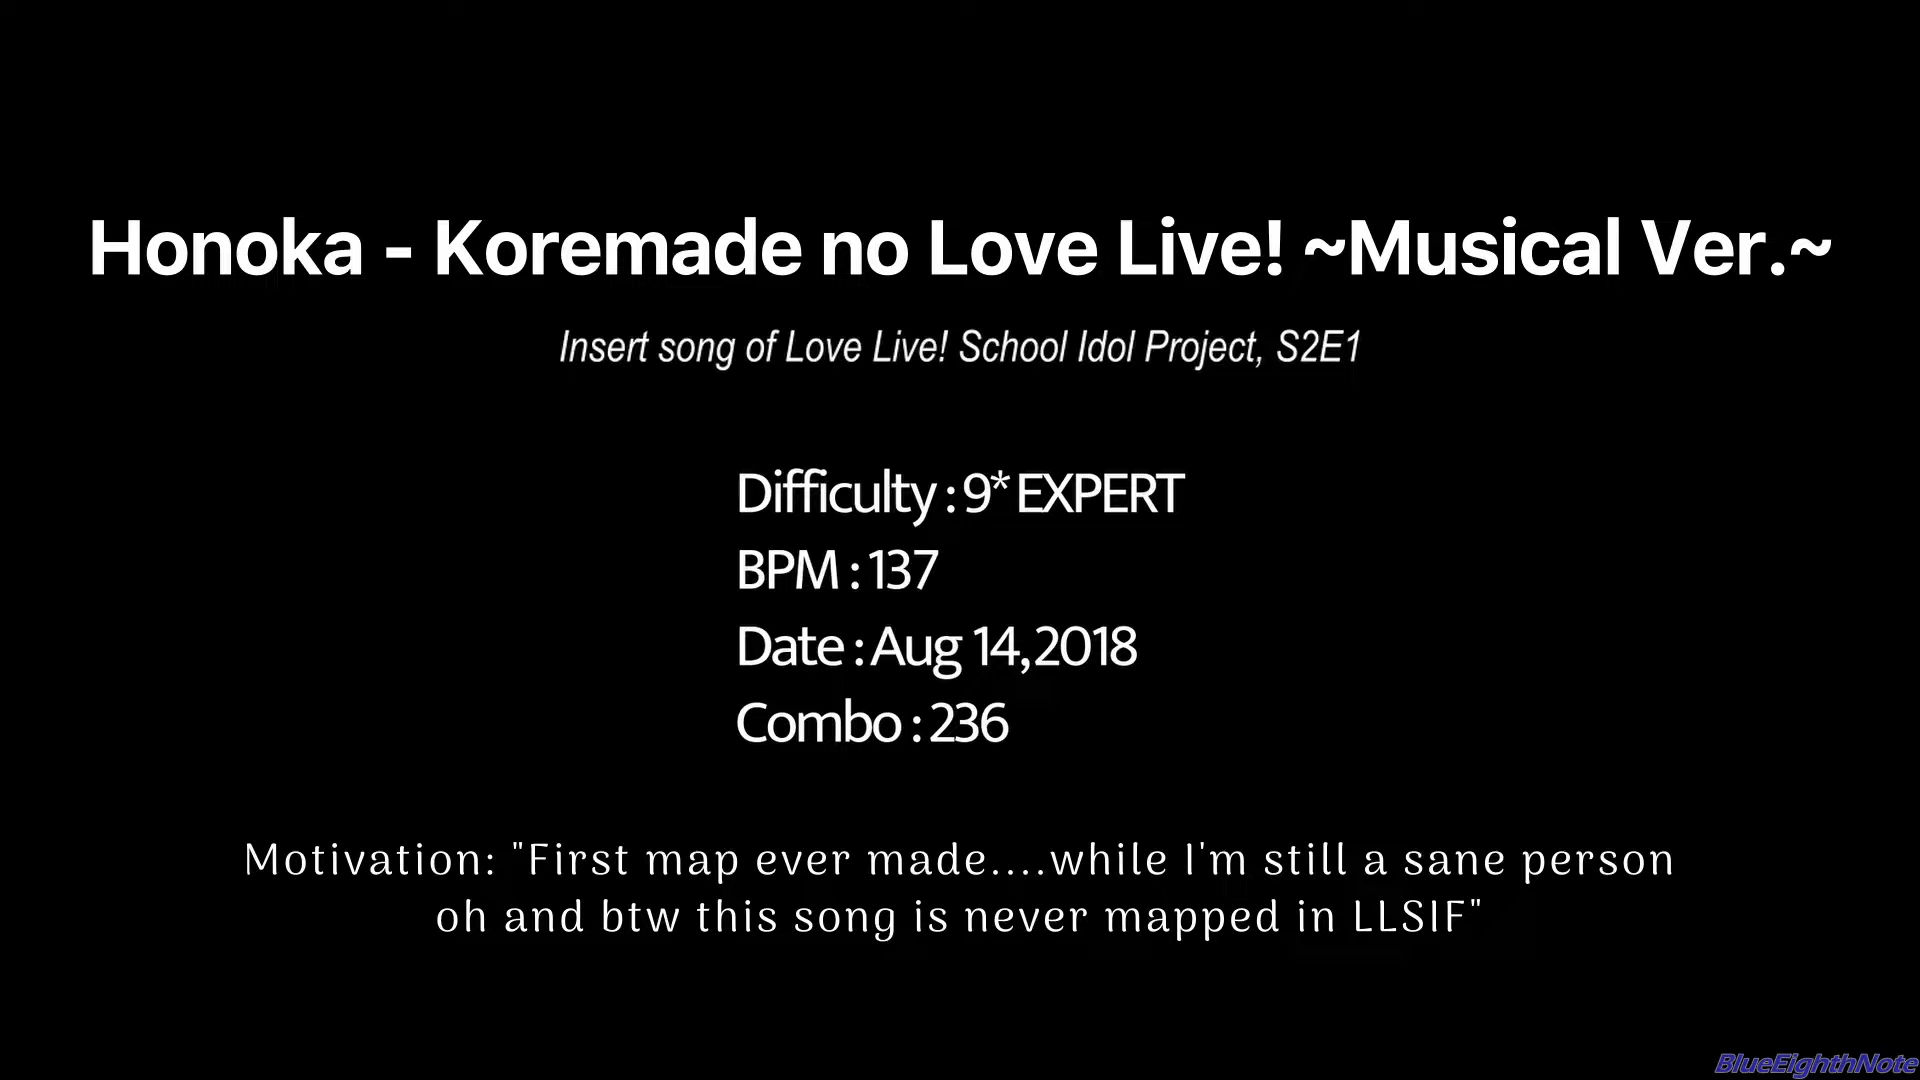 Honoka - Koremade no Love Live! ~Musical Ver.~
Insert song of Love Live! School Idol Project, S2E1
Difficulty : 9* EXPERT
BPM : 137
Date : Aug 14,2018
Combo : 236
Motivation: "First map ever made....while I'm still a sane person
oh and btw this song is never mapped in LLSIF"
BlueEighthNote